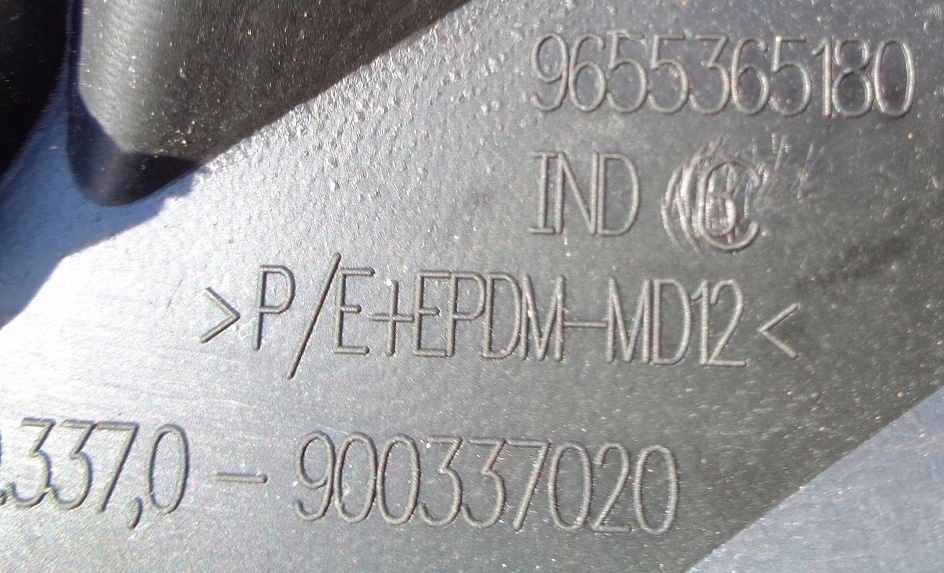 9655365180
IND
>P/E+EPDM-MD12<
.337,0 - 900337020